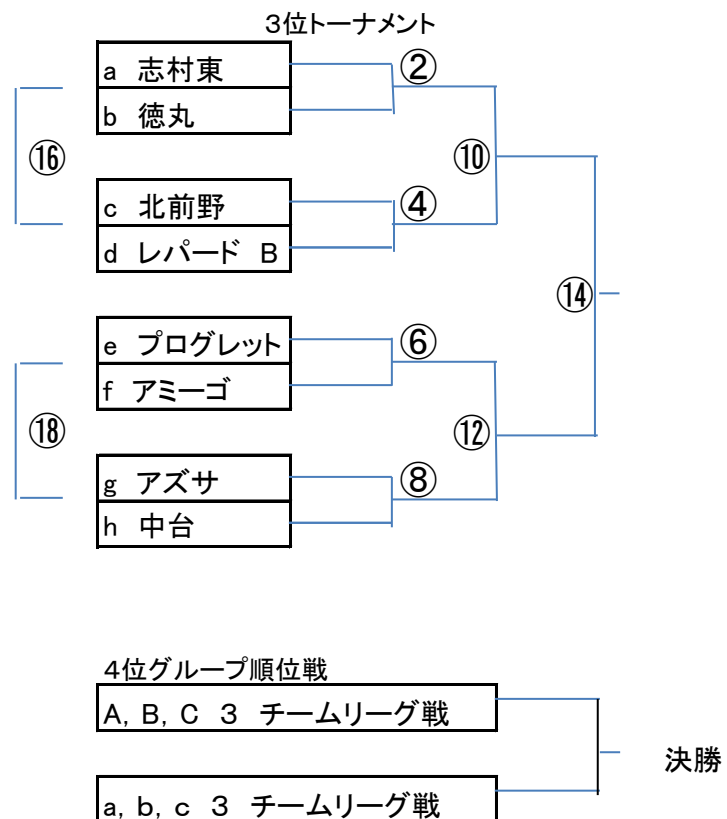 3位トーナメント
a 志村東
②
b 徳丸
⑯
⑩
c 北前野
④
d レパード B
⑭
e プログレット
⑥
f アミーゴ
⑱
⑫
g アズサ
⑧
h 中台
4位グループ順位戦
A, B, C 3 チームリーグ戦
決勝
a, b, c 3 チームリーグ戦